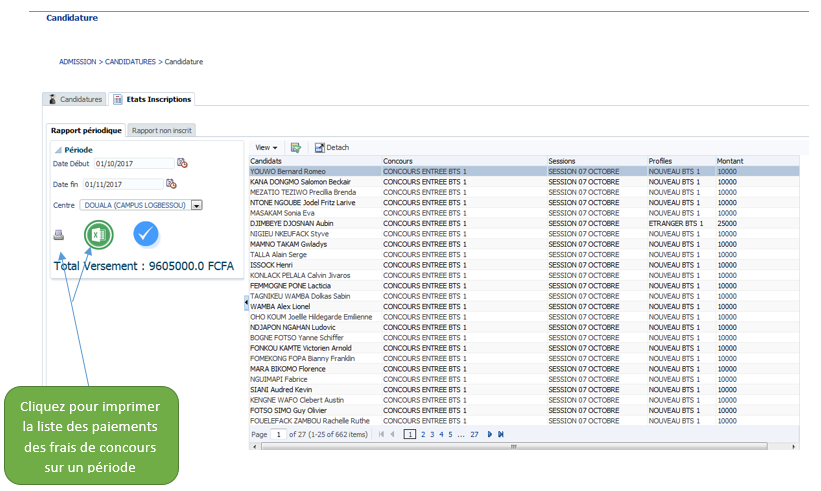 Candidature
ADMISSION > CANDIDATURES > Candidature
Candidatures Etats Inscriptions
Rapport périodique Rapport non inscrit
Période
Date Début 01/10/2017
Date fin 01/11/2017
Centre DOUALA (CAMPUS LOGBESSOU)
Total Versement : 9605000.0 FCFA
View Detach
Candidats Concours Sessions Profiles Montant
YOUWO Bernard Romeo CONCOURS ENTREE BTS 1 SESSION 07 OCTOBRE NOUVEAU BTS 1 10000
KANA DONGMO Salomon Beckair CONCOURS ENTREE BTS 1 SESSION 07 OCTOBRE NOUVEAU BTS 1 10000
MEZATIO TEZIWO Precillia Brenda CONCOURS ENTREE BTS 1 SESSION 07 OCTOBRE NOUVEAU BTS 1 10000
NTONE NGOUBE Jodel Fritz Larive CONCOURS ENTREE BTS 1 SESSION 07 OCTOBRE NOUVEAU BTS 1 10000
MASAKAM Sonia Eva CONCOURS ENTREE BTS 1 SESSION 07 OCTOBRE NOUVEAU BTS 1 10000
DJIMBEYE DJOSNAN Aubin CONCOURS ENTREE BTS 1 SESSION 07 OCTOBRE ETRANGER BTS 1 25000
NIGIEU NKEUFACK Styve CONCOURS ENTREE BTS 1 SESSION 07 OCTOBRE NOUVEAU BTS 1 10000
MAMNO TAKAM Gwladys CONCOURS ENTREE BTS 1 SESSION 07 OCTOBRE NOUVEAU BTS 1 10000
TALLA Alain Serge CONCOURS ENTREE BTS 1 SESSION 07 OCTOBRE NOUVEAU BTS 1 10000
ISSOCK Henri CONCOURS ENTREE BTS 1 SESSION 07 OCTOBRE NOUVEAU BTS 1 10000
KONLACK PELALA Calvin Jivaros CONCOURS ENTREE BTS 1 SESSION 07 OCTOBRE NOUVEAU BTS 1 10000
FEMMOGNE PONE Lacticia CONCOURS ENTREE BTS 1 SESSION 07 OCTOBRE NOUVEAU BTS 1 10000
TAGNIKEU WAMBA Dolkas Sabin CONCOURS ENTREE BTS 1 SESSION 07 OCTOBRE NOUVEAU BTS 1 10000
WAMBA Alex Lionel CONCOURS ENTREE BTS 1 SESSION 07 OCTOBRE NOUVEAU BTS 1 10000
OHO KOUM Joellle Hildegarde Emilienne CONCOURS ENTREE BTS 1 SESSION 07 OCTOBRE NOUVEAU BTS 1 10000
NDJAPON NGAHAN Ludovic CONCOURS ENTREE BTS 1 SESSION 07 OCTOBRE NOUVEAU BTS 1 10000
BOGNE FOTSO Yanne Schiffer CONCOURS ENTREE BTS 1 SESSION 07 OCTOBRE NOUVEAU BTS 1 10000
FONKOU KAMTE Victorien Arnold CONCOURS ENTREE BTS 1 SESSION 07 OCTOBRE NOUVEAU BTS 1 10000
FOMEKONG FOPA Bianny Franklin CONCOURS ENTREE BTS 1 SESSION 07 OCTOBRE NOUVEAU BTS 1 10000
MARA BIKOMO Florence CONCOURS ENTREE BTS 1 SESSION 07 OCTOBRE NOUVEAU BTS 1 10000
NGUIMAPI Fabrice CONCOURS ENTREE BTS 1 SESSION 07 OCTOBRE NOUVEAU BTS 1 10000
SIANI Audred Kevin CONCOURS ENTREE BTS 1 SESSION 07 OCTOBRE NOUVEAU BTS 1 10000
KENGNE WAFO Clebert Austin CONCOURS ENTREE BTS 1 SESSION 07 OCTOBRE NOUVEAU BTS 1 10000
FOTSO SIMO Guy Olivier CONCOURS ENTREE BTS 1 SESSION 07 OCTOBRE NOUVEAU BTS 1 10000
FOUELEFACK ZAMBOU Rachelle Ruthe CONCOURS ENTREE BTS 1 SESSION 07 OCTOBRE NOUVEAU BTS 1 10000
Page 1 of 27 (1-25 of 662 items) 1 2 3 4 5 ... 27
Cliquez pour imprimer
la liste des paiements
des frais de concours
sur un période